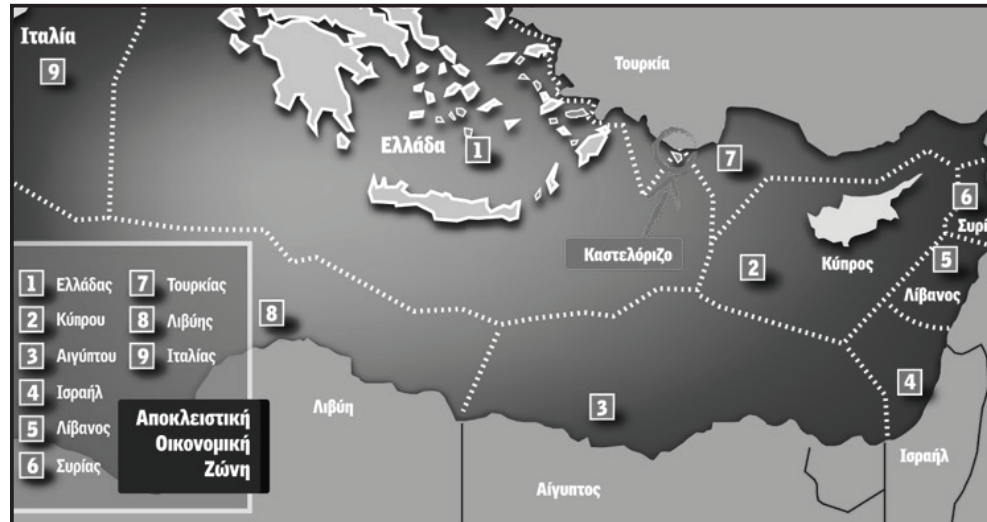 Ιταλία
9
Τουρκία
Ελλάδα
1
7
6
Συρί
Καστελόριζο
2
Κύπρος
5
Λίβανος
1 Ελλάδας
7 Τουρκίας
2 Κύπρου
8 Λιβύης
3 Αιγύπτου
9 Ιταλίας
4 Ισραήλ
5 Λίβανος
6 Συρίας
8
Αποκλειστική
Οικονομική
Ζώνη
Λιβύη
3
4
Αίγυπτος
Ισραήλ